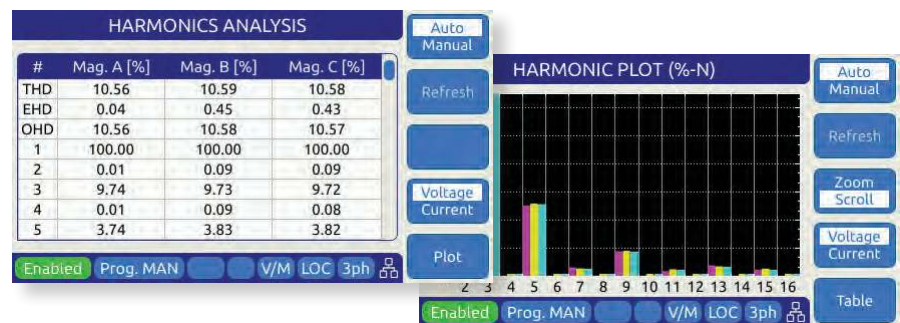 HARMONICS ANALYSIS
Auto
Manual
# Mag. A [%] Mag. B [%] Mag. C [%]
THD 10.56 10.59 10.58
EHD 0.04 0.45 0.43
OHD 10.56 10.58 10.57
1 100.00 100.00 100.00
2 0.01 0.09 0.09
3 9.74 9.73 9.72
4 0.01 0.09 0.08
5 3.74 3.83 3.82
Refresh
Voltage
Current
Plot
Enabled Prog. MAN V/M LOC 3ph
HARMONIC PLOT (%-N)
Auto
Manual
Refresh
Zoom
Scroll
Voltage
Current
Table
2 3 4 5 6 7 8 9 10 11 12 13 14 15 16
Enabled Prog. MAN V/M LOC 3ph